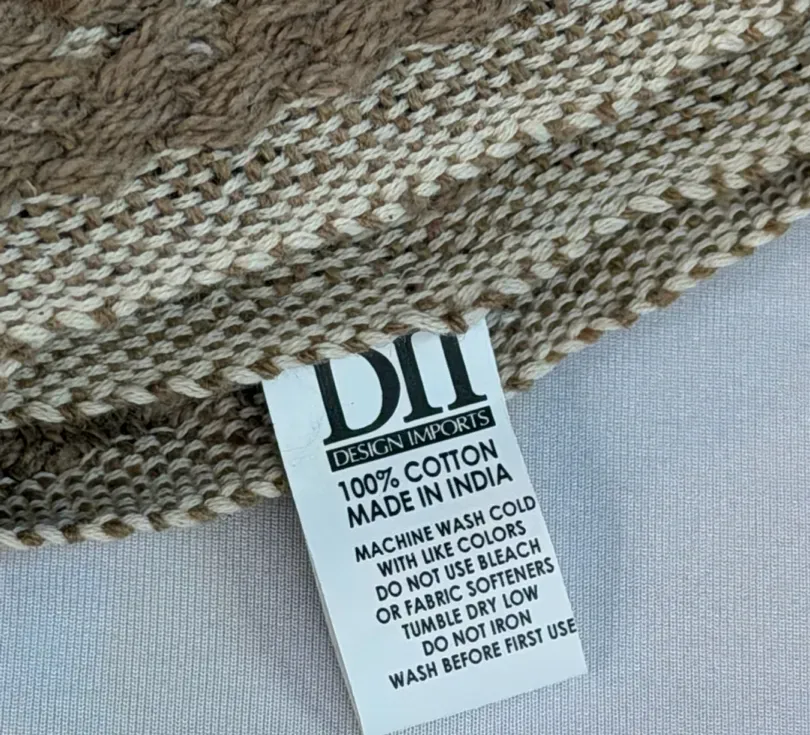 DII
DESIGN IMPORTS
100% COTTON
MADE IN INDIA
MACHINE WASH COLD
WITH LIKE COLORS
DO NOT USE BLEACH
OR FABRIC SOFTENERS
TUMBLE DRY LOW
DO NOT IRON
WASH BEFORE FIRST USE